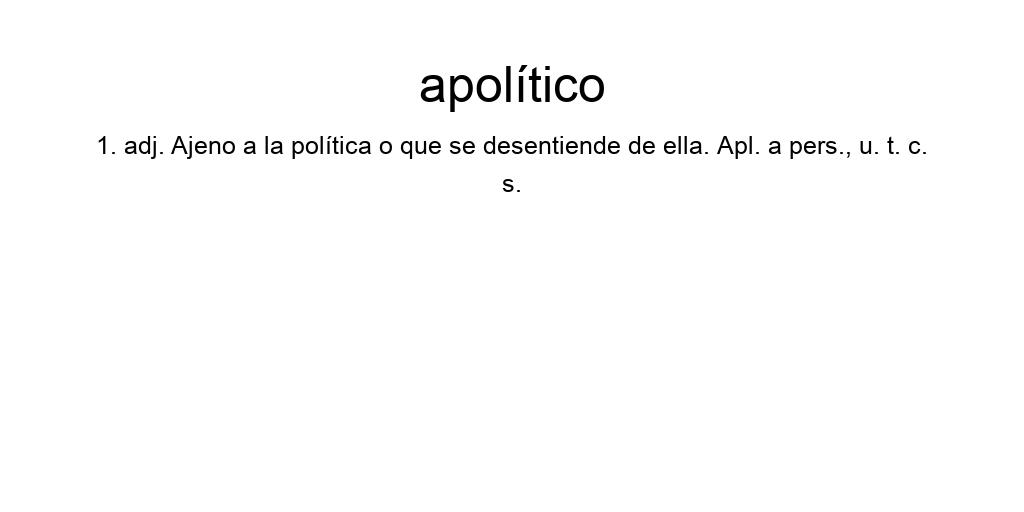 apolítico
1. adj. Ajeno a la política o que se desentiende de ella. Apl. a pers., u. t. c.
s.